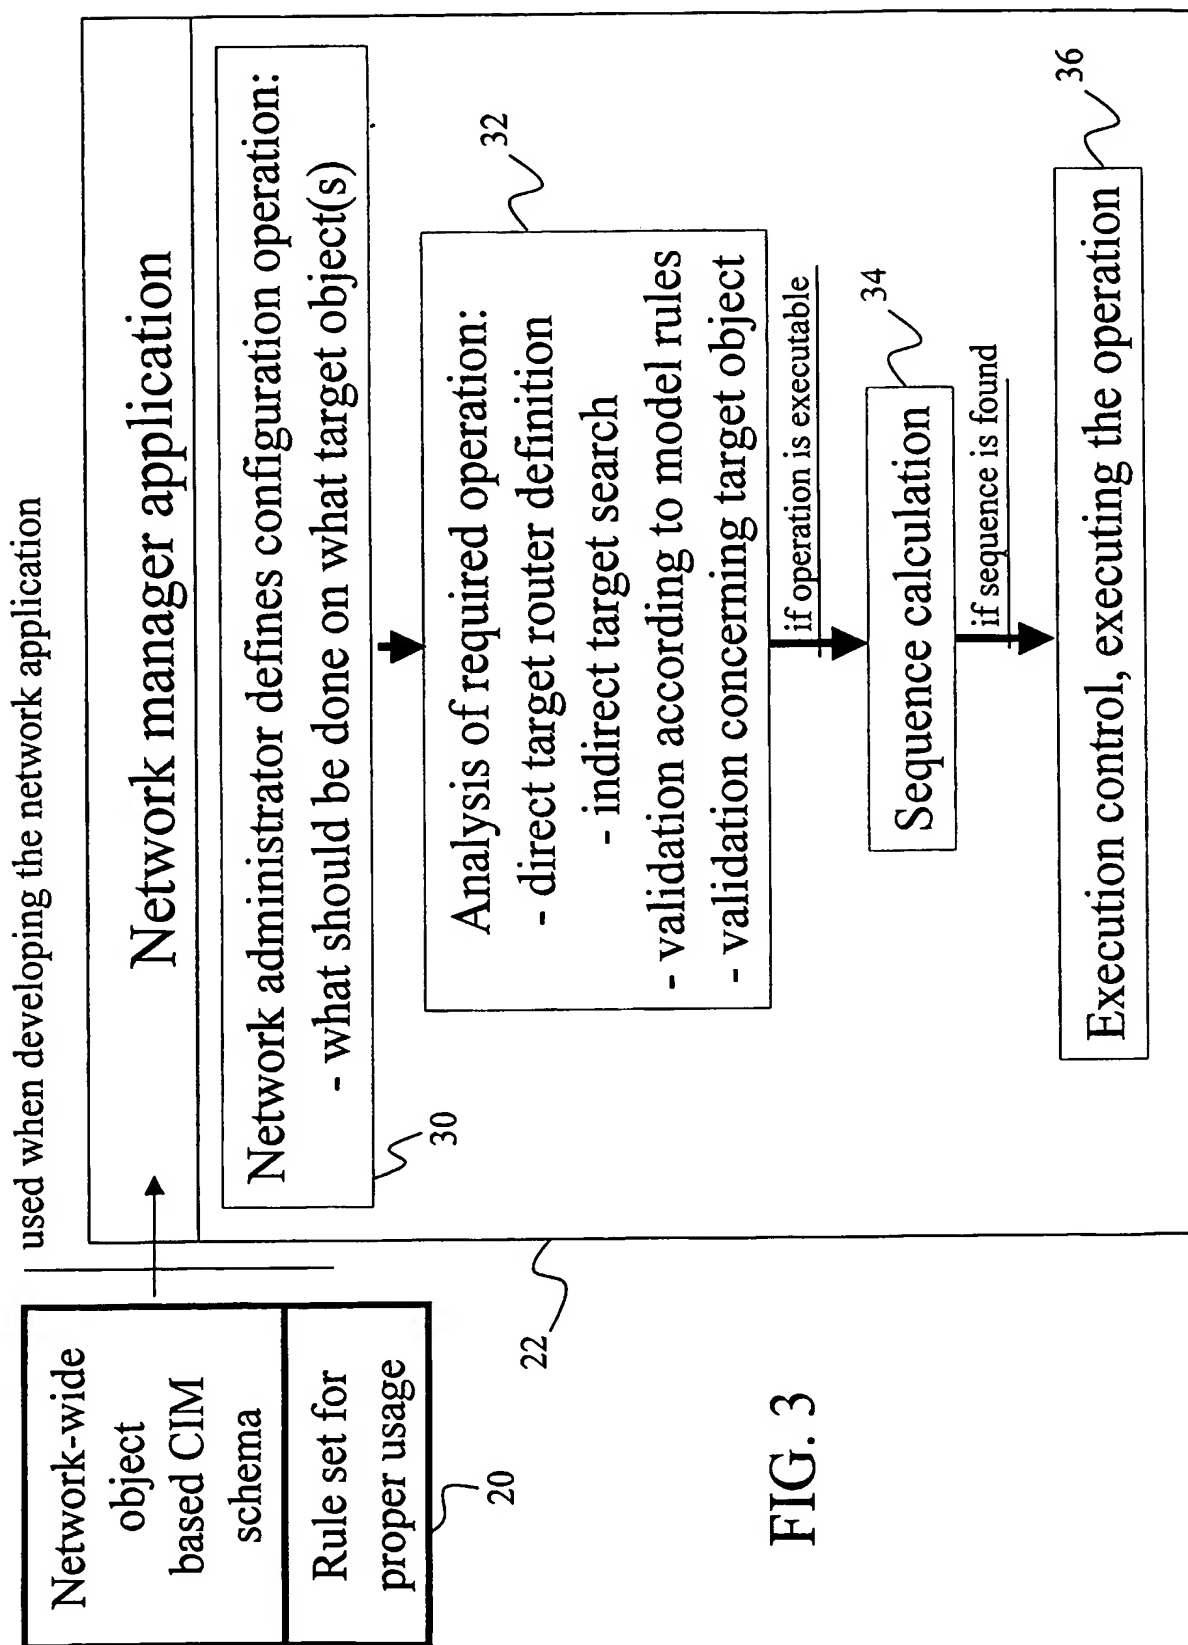 used when developing the network application
Network-wide
object
based CIM
schema
Rule set for
proper usage
20
Network manager application
22
Network administrator defines configuration operation:
- what should be done on what target object(s)
30
Analysis of required operation:
- direct target router definition
- indirect target search
- validation according to model rules
- validation concerning target object
32
if operation is executable
Sequence calculation
34
if sequence is found
Execution control, executing the operation
36
FIG. 3